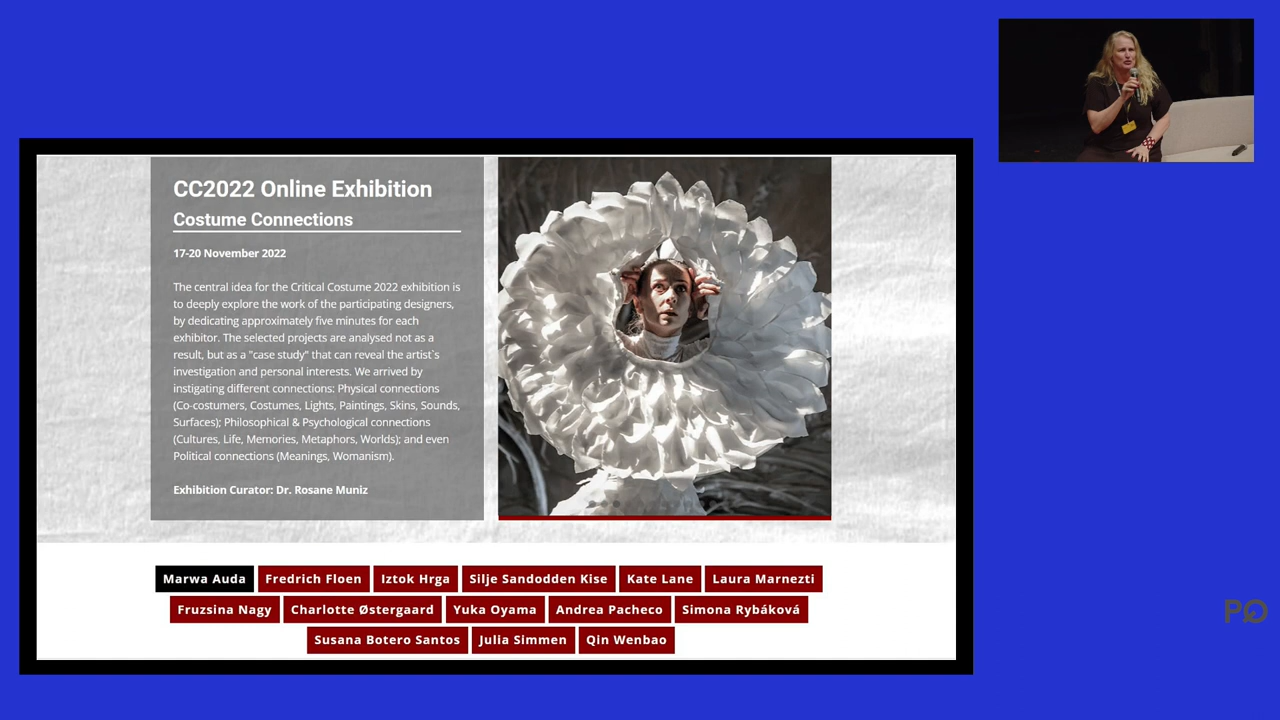 CC2022 Online Exhibition
Costume Connections
17-20 November 2022
The central idea for the Critical Costume 2022 exhibition is
to deeply explore the work of the participating designers,
by dedicating approximately five minutes for each
exhibitor. The selected projects are analysed not as a
result, but as a "case study" that can reveal the artist´s
investigation and personal interests. We arrived by
instigating different connections: Physical connections
(Co-costumers, Costumes, Lights, Paintings, Skins, Sounds,
Surfaces); Philosophical & Psychological connections
(Cultures, Life, Memories, Metaphors, Worlds); and even
Political connections (Meanings, Womanism).
Exhibition Curator: Dr. Rosane Muniz
Marwa Auda Fredrich Floen Iztok Hrga Silje Sandodden Kise Kate Lane Laura Marnezti
Fruzsina Nagy Charlotte Østergaard Yuka Oyama Andrea Pacheco Simona Rybáková
Susana Botero Santos Julia Simmen Qin Wenbao
PQ